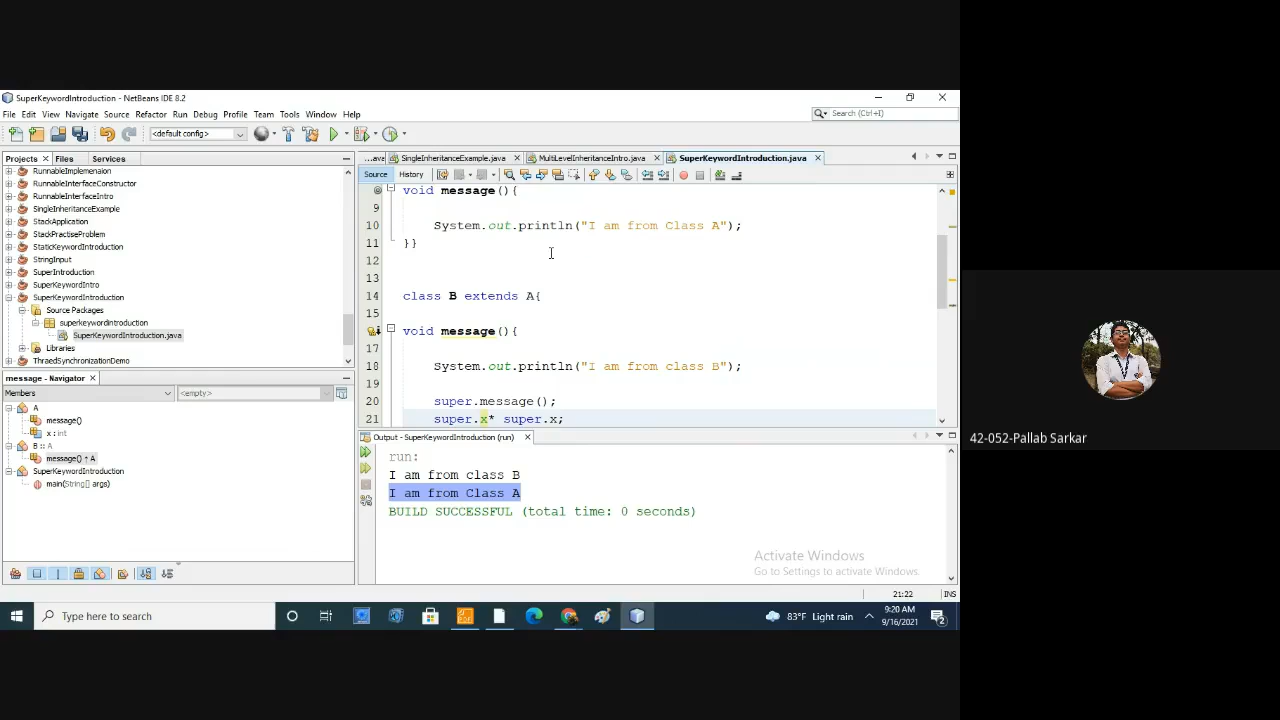 SuperKeywordIntroduction - NetBeans IDE 8.2
File Edit View Navigate Source Refactor Run Debug Profile Team Tools Window Help
Search (Ctrl+I)
<default config>
Projects Files Services
RunnableImplemenaion
RunnableInterfaceConstructor
RunnableInterfaceIntro
SingleInheritanceExample
StackApplication
StackPractiseProblem
StaticKeywordIntroduction
StringInput
SuperIntroduction
SuperKeywordIntro
SuperKeywordIntroduction
Source Packages
superkeywordintroduction
SuperKeywordIntroduction.java
Libraries
ThraedSynchronizationDemo
message - Navigator
Members <empty>
A
message()
x : int
B :: A
message() ↑ A
SuperKeywordIntroduction
main(String[] args)
...ava SingleInheritanceExample.java MultiLevelInheritanceIntro.java SuperKeywordIntroduction.java
Source History
void message(){
9
10 System.out.println("I am from Class A");
11 }}
12
13
14 class B extends A{
15
void message(){
17
18 System.out.println("I am from class B");
19
20 super.message();
21 super.x* super.x;
Output - SuperKeywordIntroduction (run)
run:
I am from class B
I am from Class A
BUILD SUCCESSFUL (total time: 0 seconds)
Activate Windows
Go to Settings to activate Windows.
21:22 INS
Type here to search
83°F Light rain
9:20 AM
9/16/2021
2
42-052-Pallab Sarkar